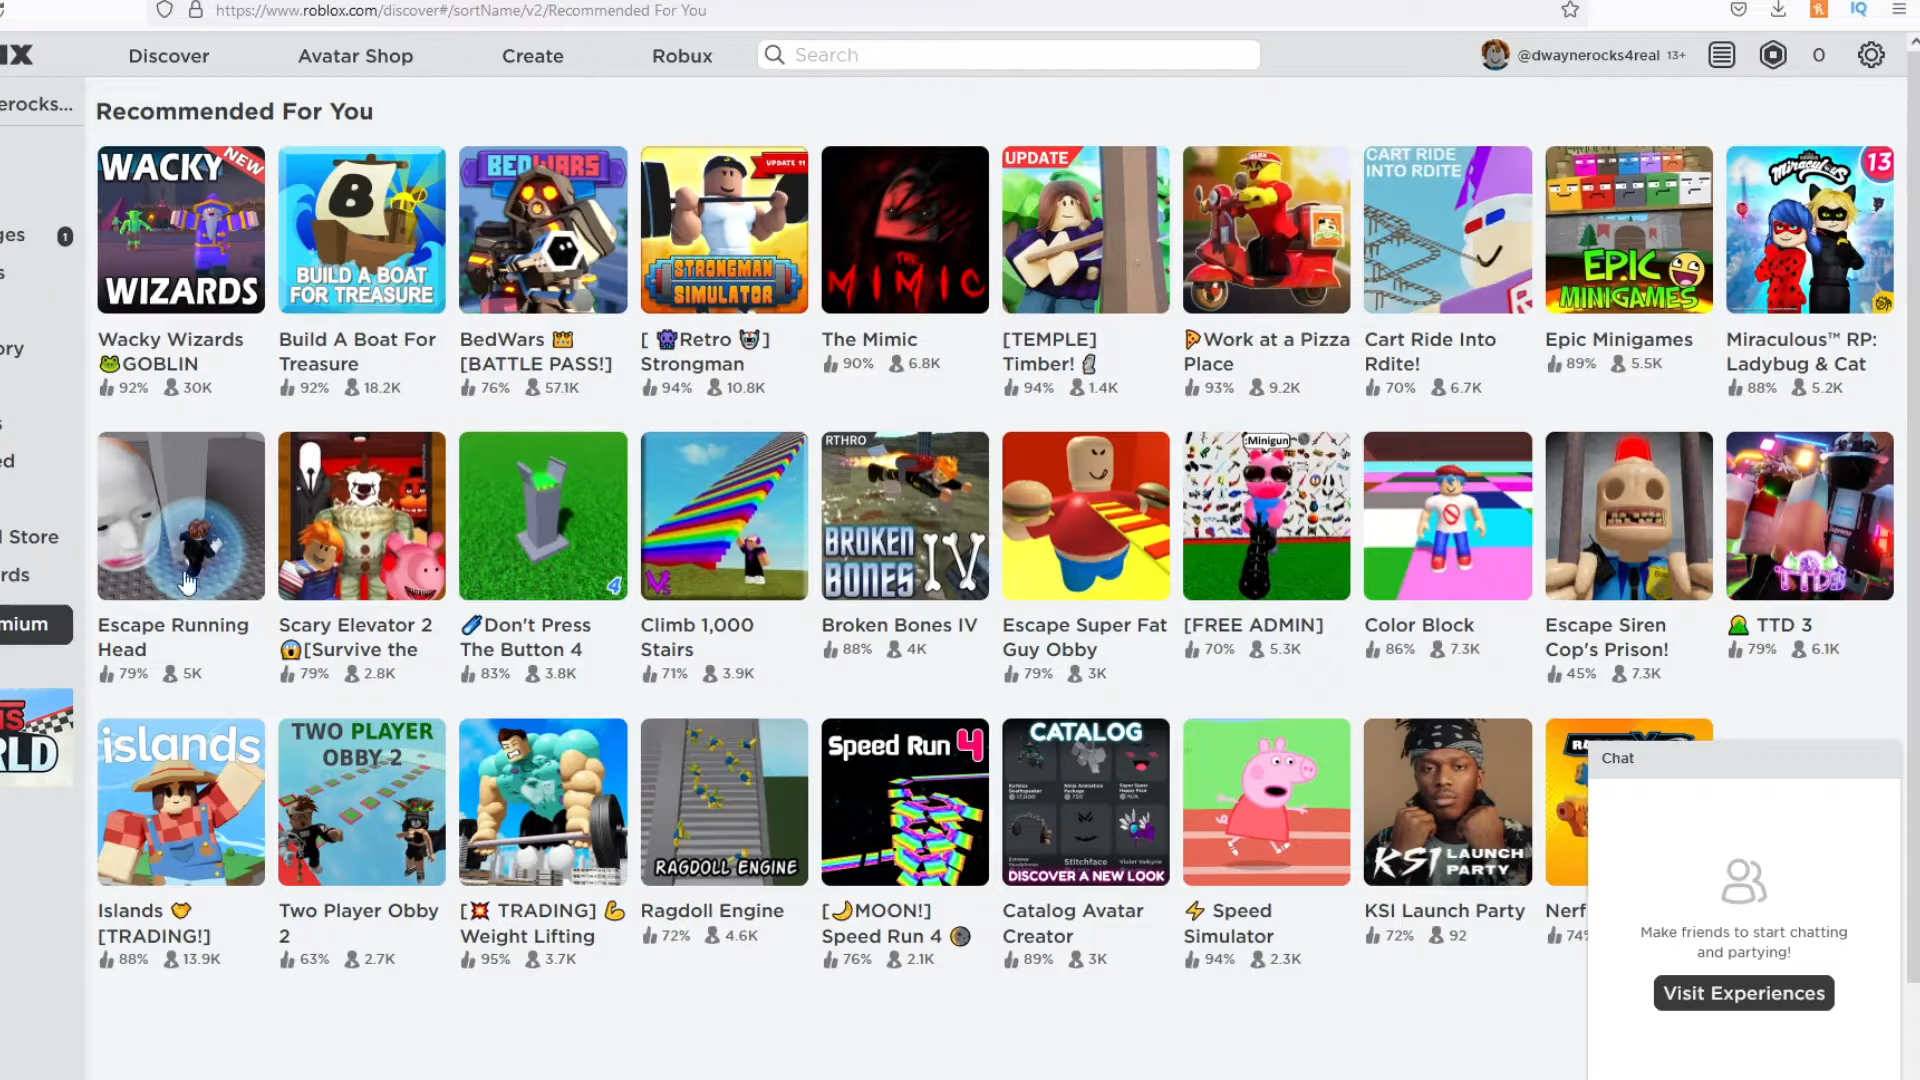 https://www.roblox.com/discover#/sortName/v2/Recommended For You
IQ
Discover
Avatar Shop
Create
Robux
Search
@dwaynerocks4real 13+
0
erocks...
Recommended For You
WACKY
NEW
WIZARDS
B
BUILD A BOAT
FOR TREASURE
BEDWARS
UPDATE 11
STRONGMAN
SIMULATOR
THE
MIMIC
UPDATE
CART RIDE
INTO RDITE
EPIC
MINIGAMES
Miraculous
13
Wacky Wizards
GOBLIN
92% 30K
Build A Boat For
Treasure
92% 18.2K
BedWars
[BATTLE PASS!]
76% 57.1K
[ Retro ]
Strongman
94% 10.8K
The Mimic
90% 6.8K
[TEMPLE]
Timber!
94% 1.4K
Work at a Pizza
Place
93% 9.2K
Cart Ride Into
Rdite!
70% 6.7K
Epic Minigames
89% 5.5K
Miraculous™ RP:
Ladybug & Cat
88% 5.2K
ges 1
s
ory
s
ed
l Store
rds
mium
4
Vs
RTHRO
BROKEN
BONES IV
:Minigun
TTD3
Escape Running
Head
79% 5K
Scary Elevator 2
[Survive the
79% 2.8K
Don't Press
The Button 4
83% 3.8K
Climb 1,000
Stairs
71% 3.9K
Broken Bones IV
88% 4K
Escape Super Fat
Guy Obby
79% 3K
[FREE ADMIN]
70% 5.3K
Color Block
86% 7.3K
Escape Siren
Cop's Prison!
45% 7.3K
TTD 3
79% 6.1K
RLD
islands
TWO PLAYER
OBBY 2
RAGDOLL ENGINE
Speed Run 4
CATALOG
Stitchface
Violet Valkyrie
DISCOVER A NEW LOOK
KSI LAUNCH
PARTY
Islands
[TRADING!]
88% 13.9K
Two Player Obby
2
63% 2.7K
[ TRADING]
Weight Lifting
95% 3.7K
Ragdoll Engine
72% 4.6K
[ MOON!]
Speed Run 4
76% 2.1K
Catalog Avatar
Creator
89% 3K
Speed
Simulator
94% 2.3K
KSI Launch Party
72% 92
Nerf
74%
Chat
Make friends to start chatting
and partying!
Visit Experiences